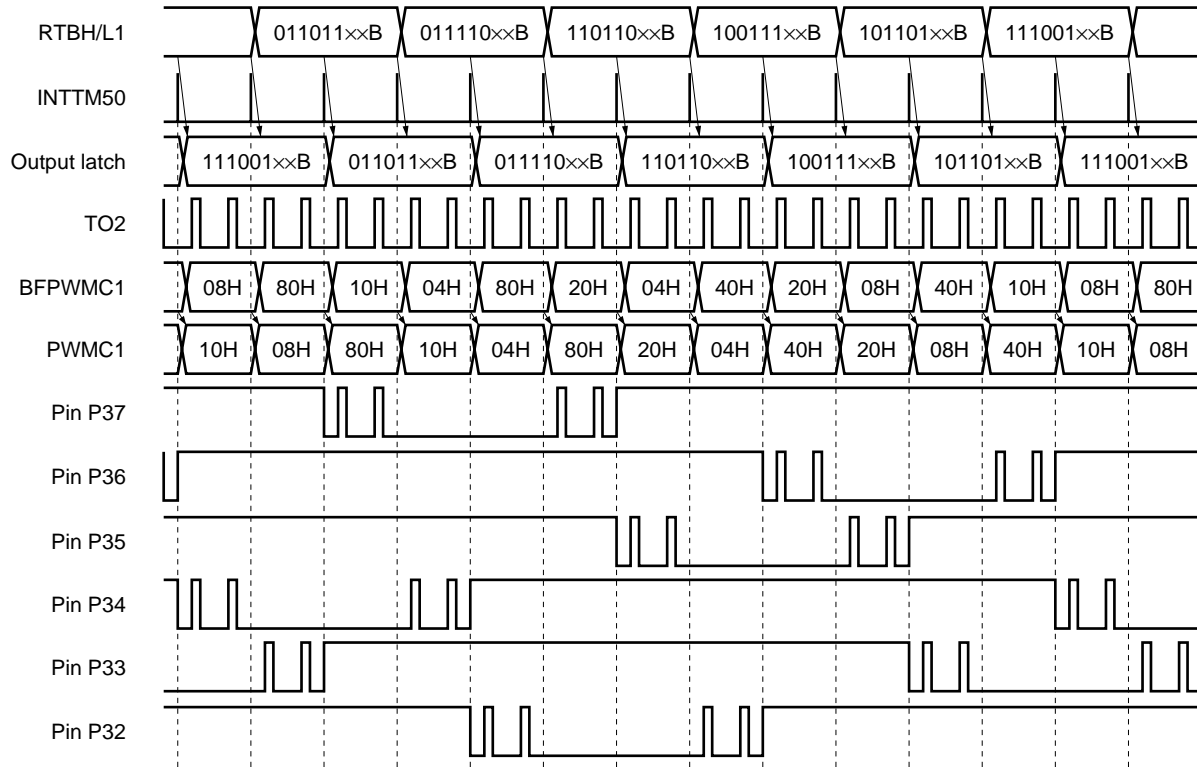 RTBH/L1 011011××B 011110××B 110110××B 100111××B 101101××B 111001××B
INTTM50
Output latch 111001××B 011011××B 011110××B 110110××B 100111××B 101101××B 111001××B
TO2
BFPWMC1 08H 80H 10H 04H 80H 20H 04H 40H 20H 08H 40H 10H 08H 80H
PWMC1 10H 08H 80H 10H 04H 80H 20H 04H 40H 20H 08H 40H 10H 08H
Pin P37
Pin P36
Pin P35
Pin P34
Pin P33
Pin P32